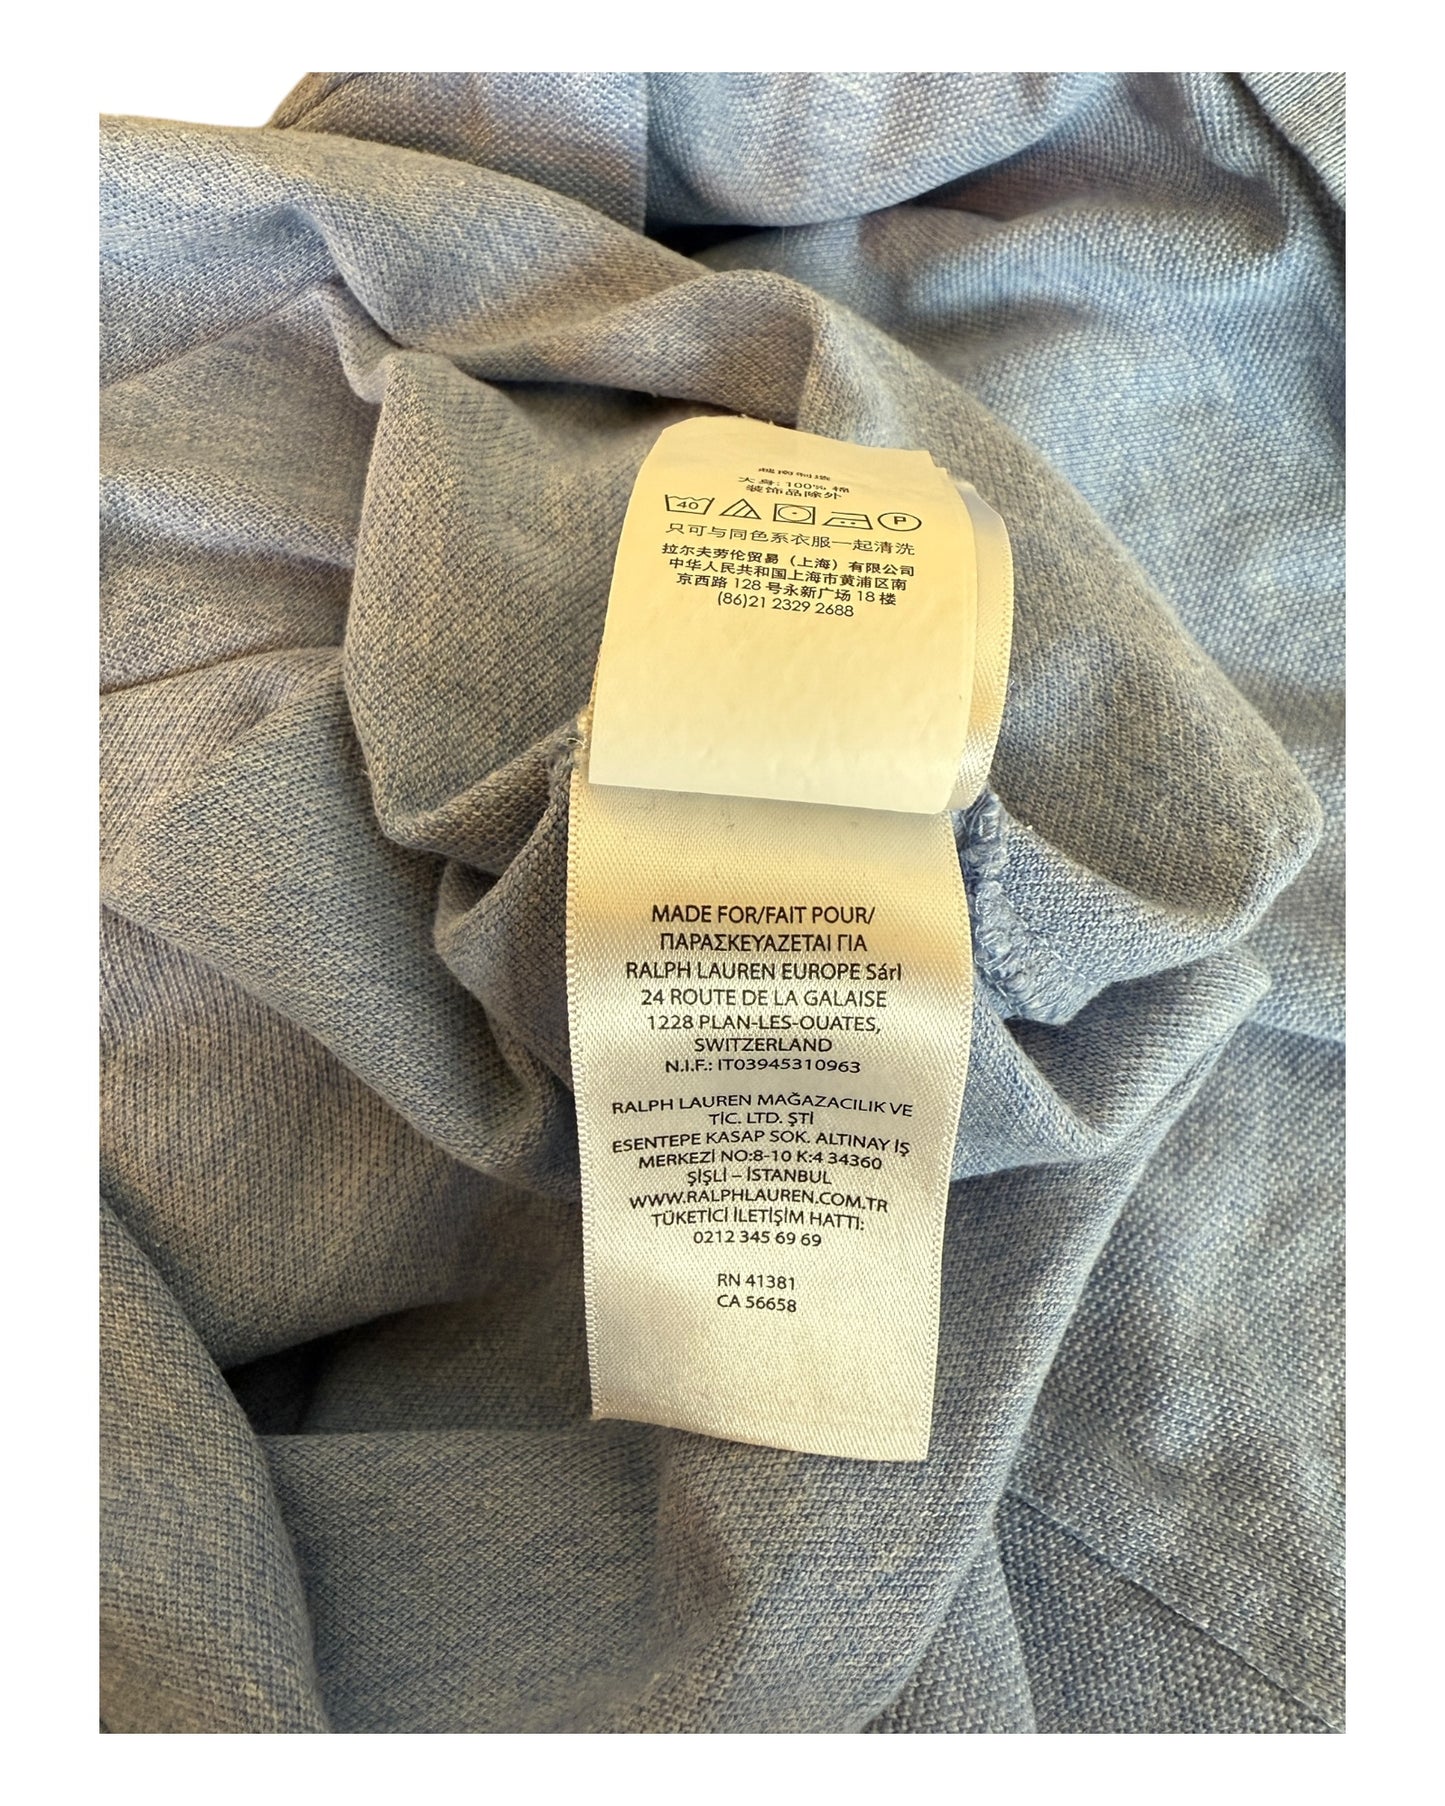 越南制造
大身: 100% 棉
装饰品除外
40 P
只可与同色系衣服一起清洗
拉尔夫劳伦贸易（上海）有限公司
中华人民共和国上海市黄浦区南
京西路 128 号永新广场 18 楼
(86)21 2329 2688
MADE FOR/FAIT POUR/
ΠΑΡΑΣΚΕΥΑΖΕΤΑΙ ΓΙΑ
RALPH LAUREN EUROPE Sárl
24 ROUTE DE LA GALAISE
1228 PLAN-LES-OUATES,
SWITZERLAND
N.I.F.: IT03945310963
RALPH LAUREN MAĞAZACILIK VE
TİC. LTD. ŞTİ
ESENTEPE KASAP SOK. ALTINAY İŞ
MERKEZİ NO:8-10 K:4 34360
ŞİŞLİ – İSTANBUL
WWW.RALPHLAUREN.COM.TR
TÜKETİCİ İLETİŞİM HATTI:
0212 345 69 69
RN 41381
CA 56658